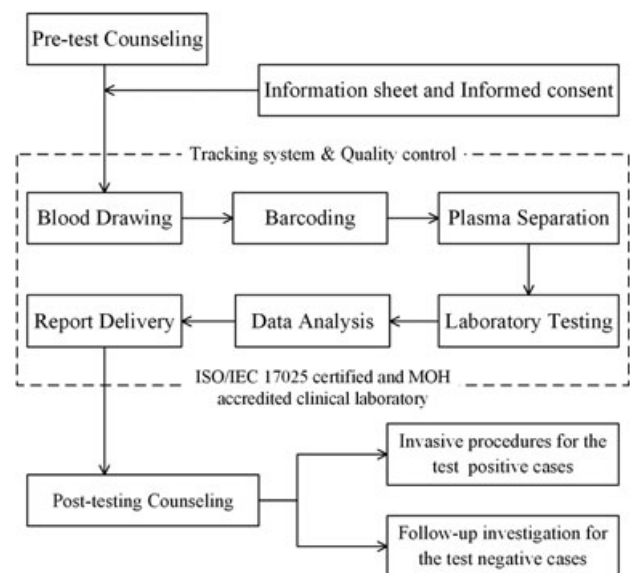 Pre-test Counseling
Information sheet and Informed consent
Tracking system & Quality control
Blood Drawing
Barcoding
Plasma Separation
Report Delivery
Data Analysis
Laboratory Testing
ISO/IEC 17025 certified and MOH
accredited clinical laboratory
Invasive procedures for the
test positive cases
Post-testing Counseling
Follow-up investigation for
the test negative cases